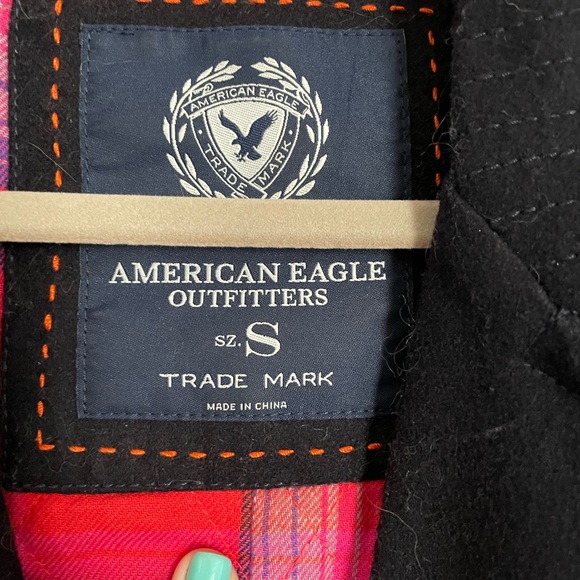 AMERICAN EAGLE
TRADE MARK
AMERICAN EAGLE
OUTFITTERS
SZ. S
TRADE MARK
MADE IN CHINA